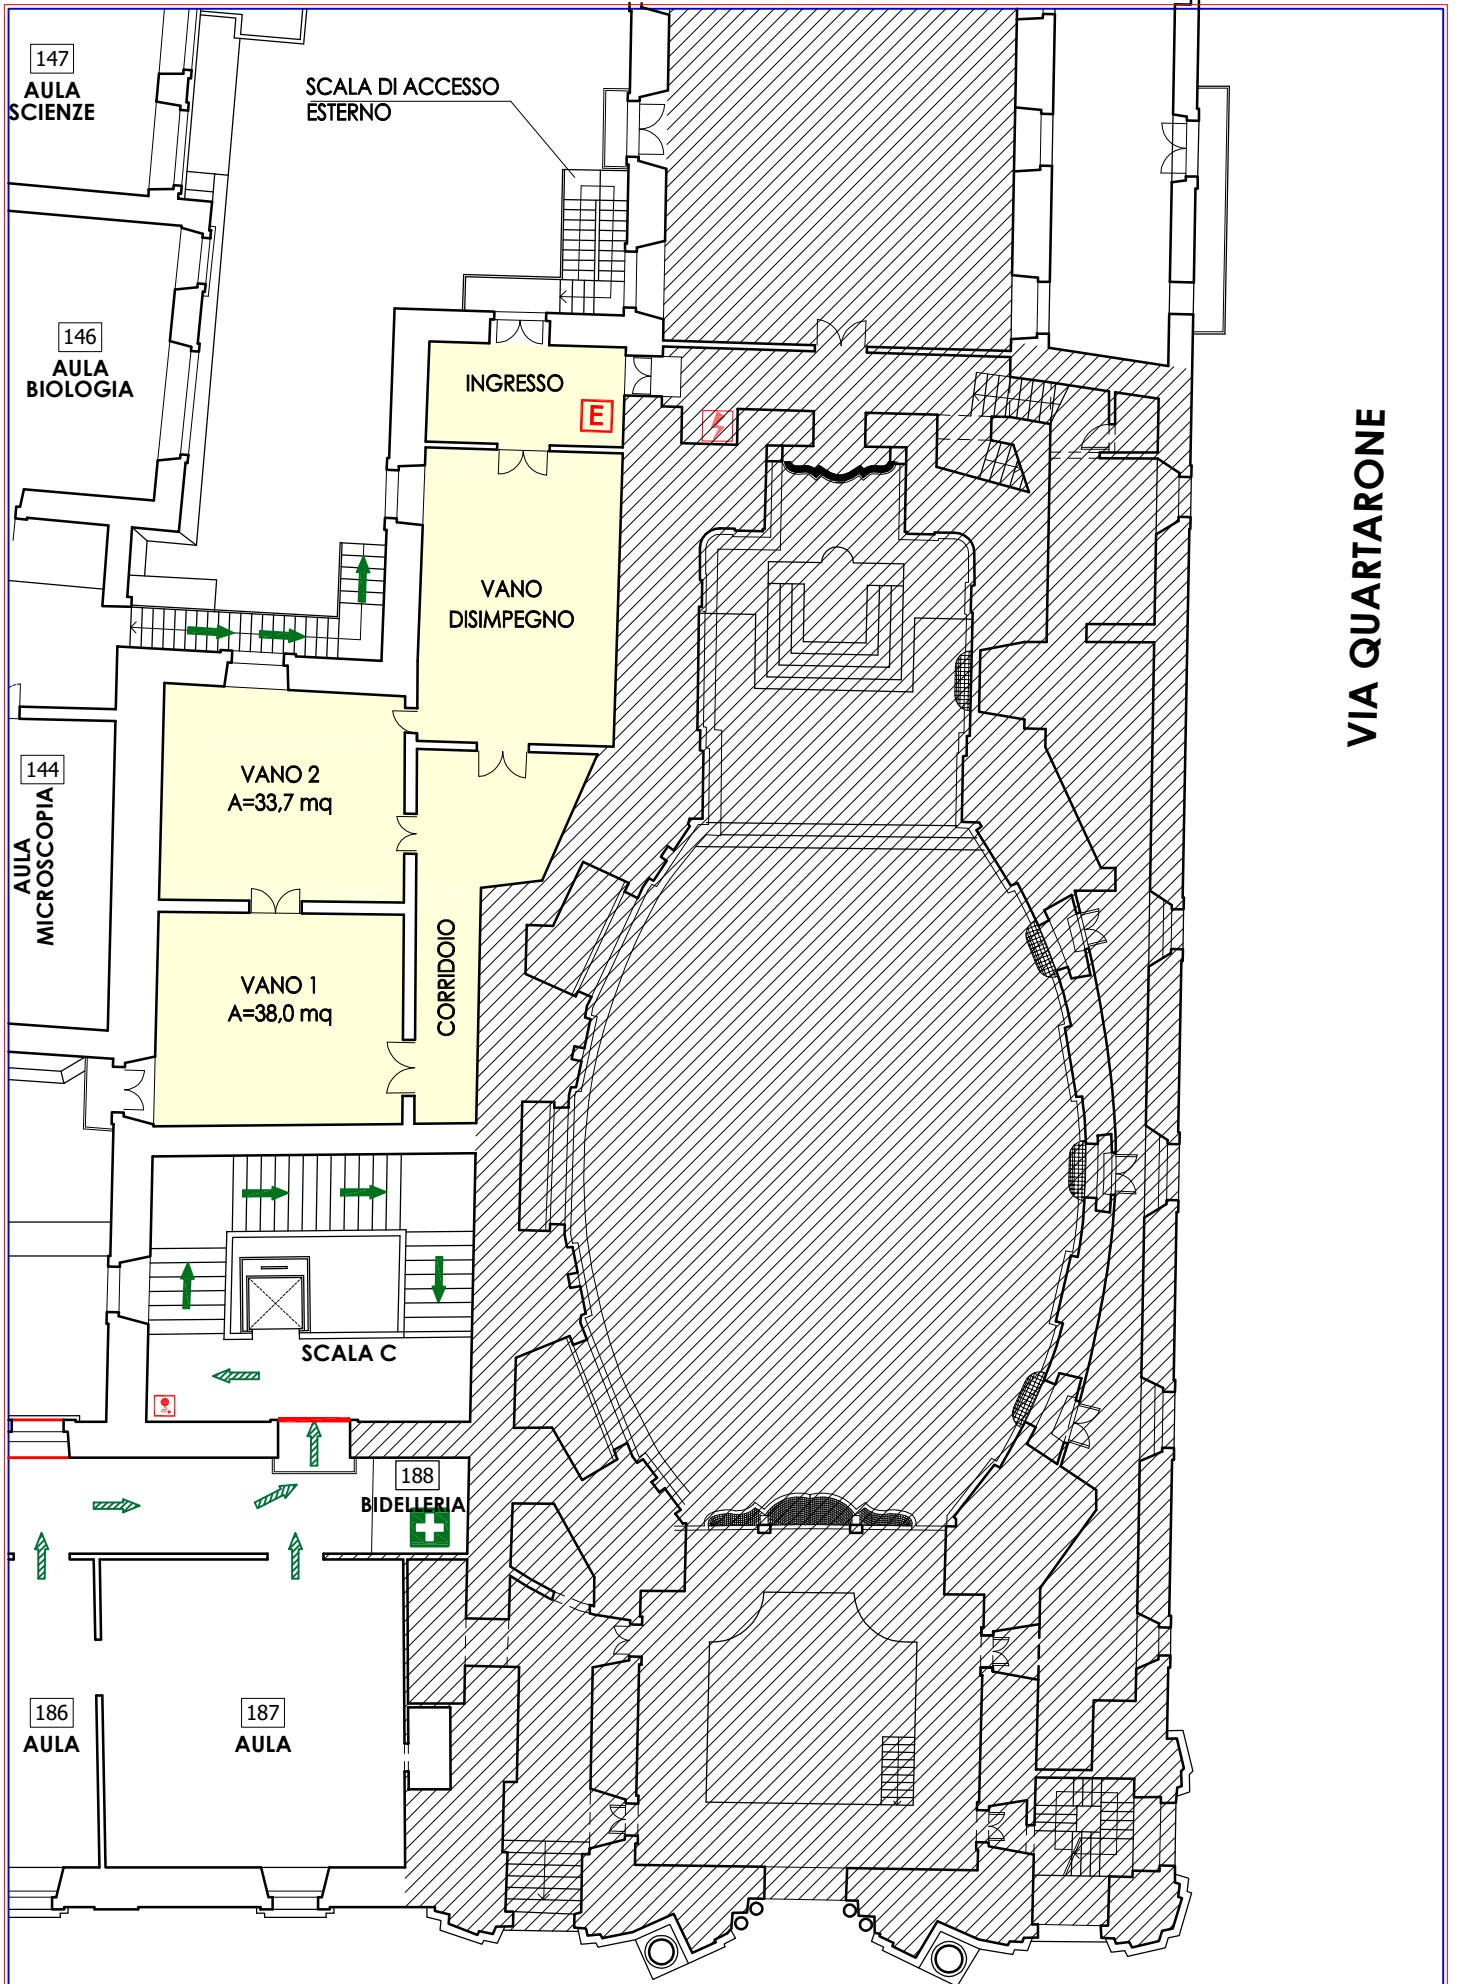 147
AULA
SCIENZE
SCALA DI ACCESSO
ESTERNO
146
AULA
BIOLOGIA
INGRESSO
E
VANO
DISIMPEGNO
VIA QUARTARONE
144
AULA
MICROSCOPIA
VANO 2
A=33,7 mq
VANO 1
A=38,0 mq
CORRIDOIO
SCALA C
188
BIDELLERIA
186
AULA
187
AULA